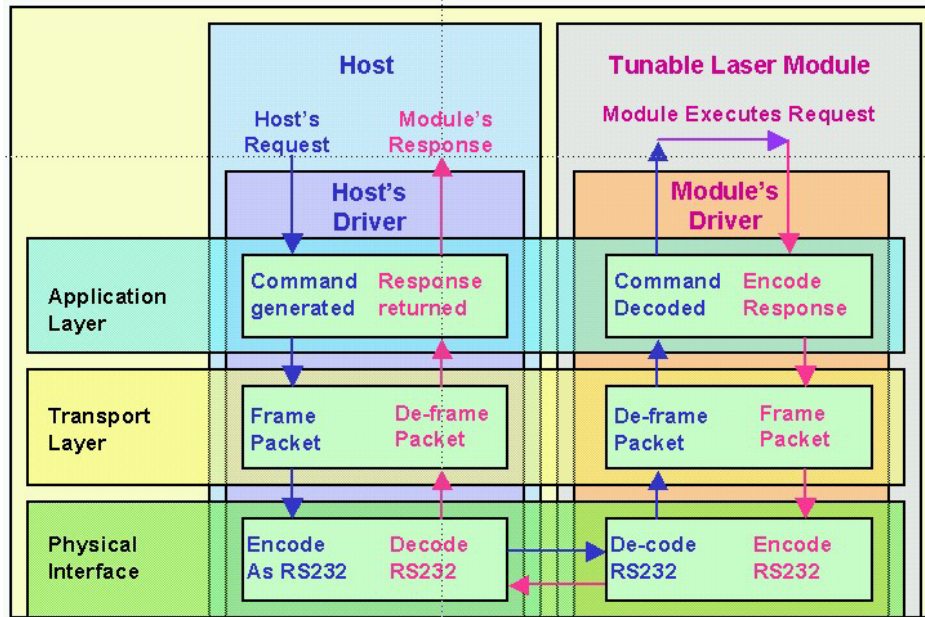 Host
Tunable Laser Module
Host's
Request
Module's
Response
Module Executes Request
Host's
Driver
Module's
Driver
Application
Layer
Command
generated
Response
returned
Command
Decoded
Encode
Response
Transport
Layer
Frame
Packet
De-frame
Packet
De-frame
Packet
Frame
Packet
Physical
Interface
Encode
As RS232
Decode
RS232
De-code
RS232
Encode
RS232